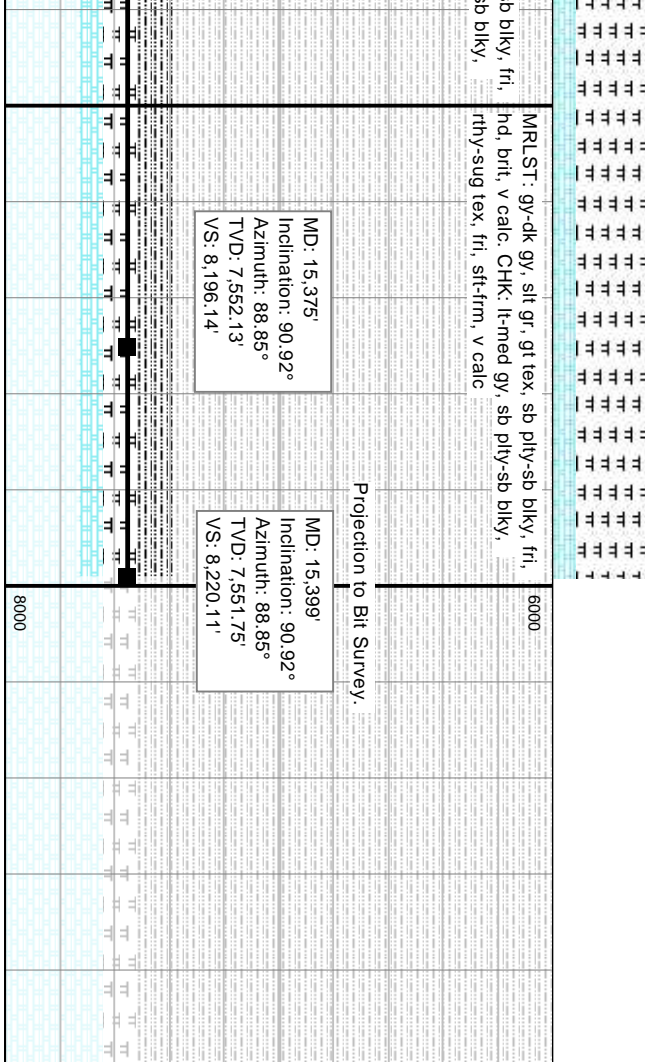 sb blky, fri,
sb blky,
MRLST: gy-dk gy, slt gr, gt tex, sb plty-sb blky, fri,
hd, brit, v calc. CHK: lt-med gy, sb plty-sb blky,
rthy-sug tex, fri, sft-frm, v calc
MD: 15,375'
Inclination: 90.92°
Azimuth: 88.85°
TVD: 7,552.13'
VS: 8,196.14'
Projection to Bit Survey.
MD: 15,399'
Inclination: 90.92°
Azimuth: 88.85°
TVD: 7,551.75'
VS: 8,220.11'
6000
8000